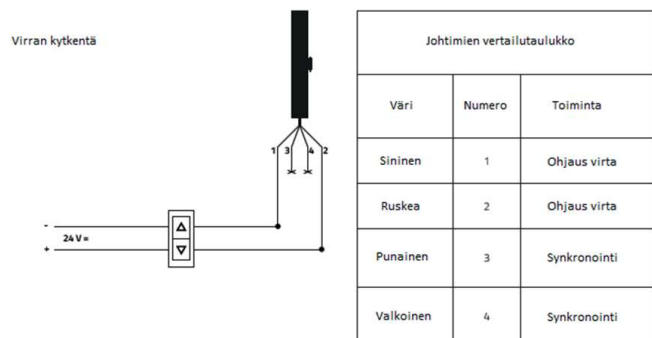 Virran kytkentä
1 3 4 2
-
24 V =
+
Johtimien vertailutaulukko
Väri Numero Toiminta
Sininen 1 Ohjaus virta
Ruskea 2 Ohjaus virta
Punainen 3 Synkronointi
Valkoinen 4 Synkronointi